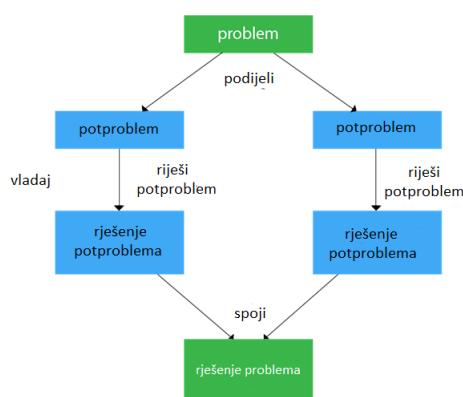 problem
podijeli
potproblem
potproblem
vladaj
riješi
potproblem
riješi
potproblem
rješenje
potproblema
rješenje
potproblema
spoji
rješenje problema